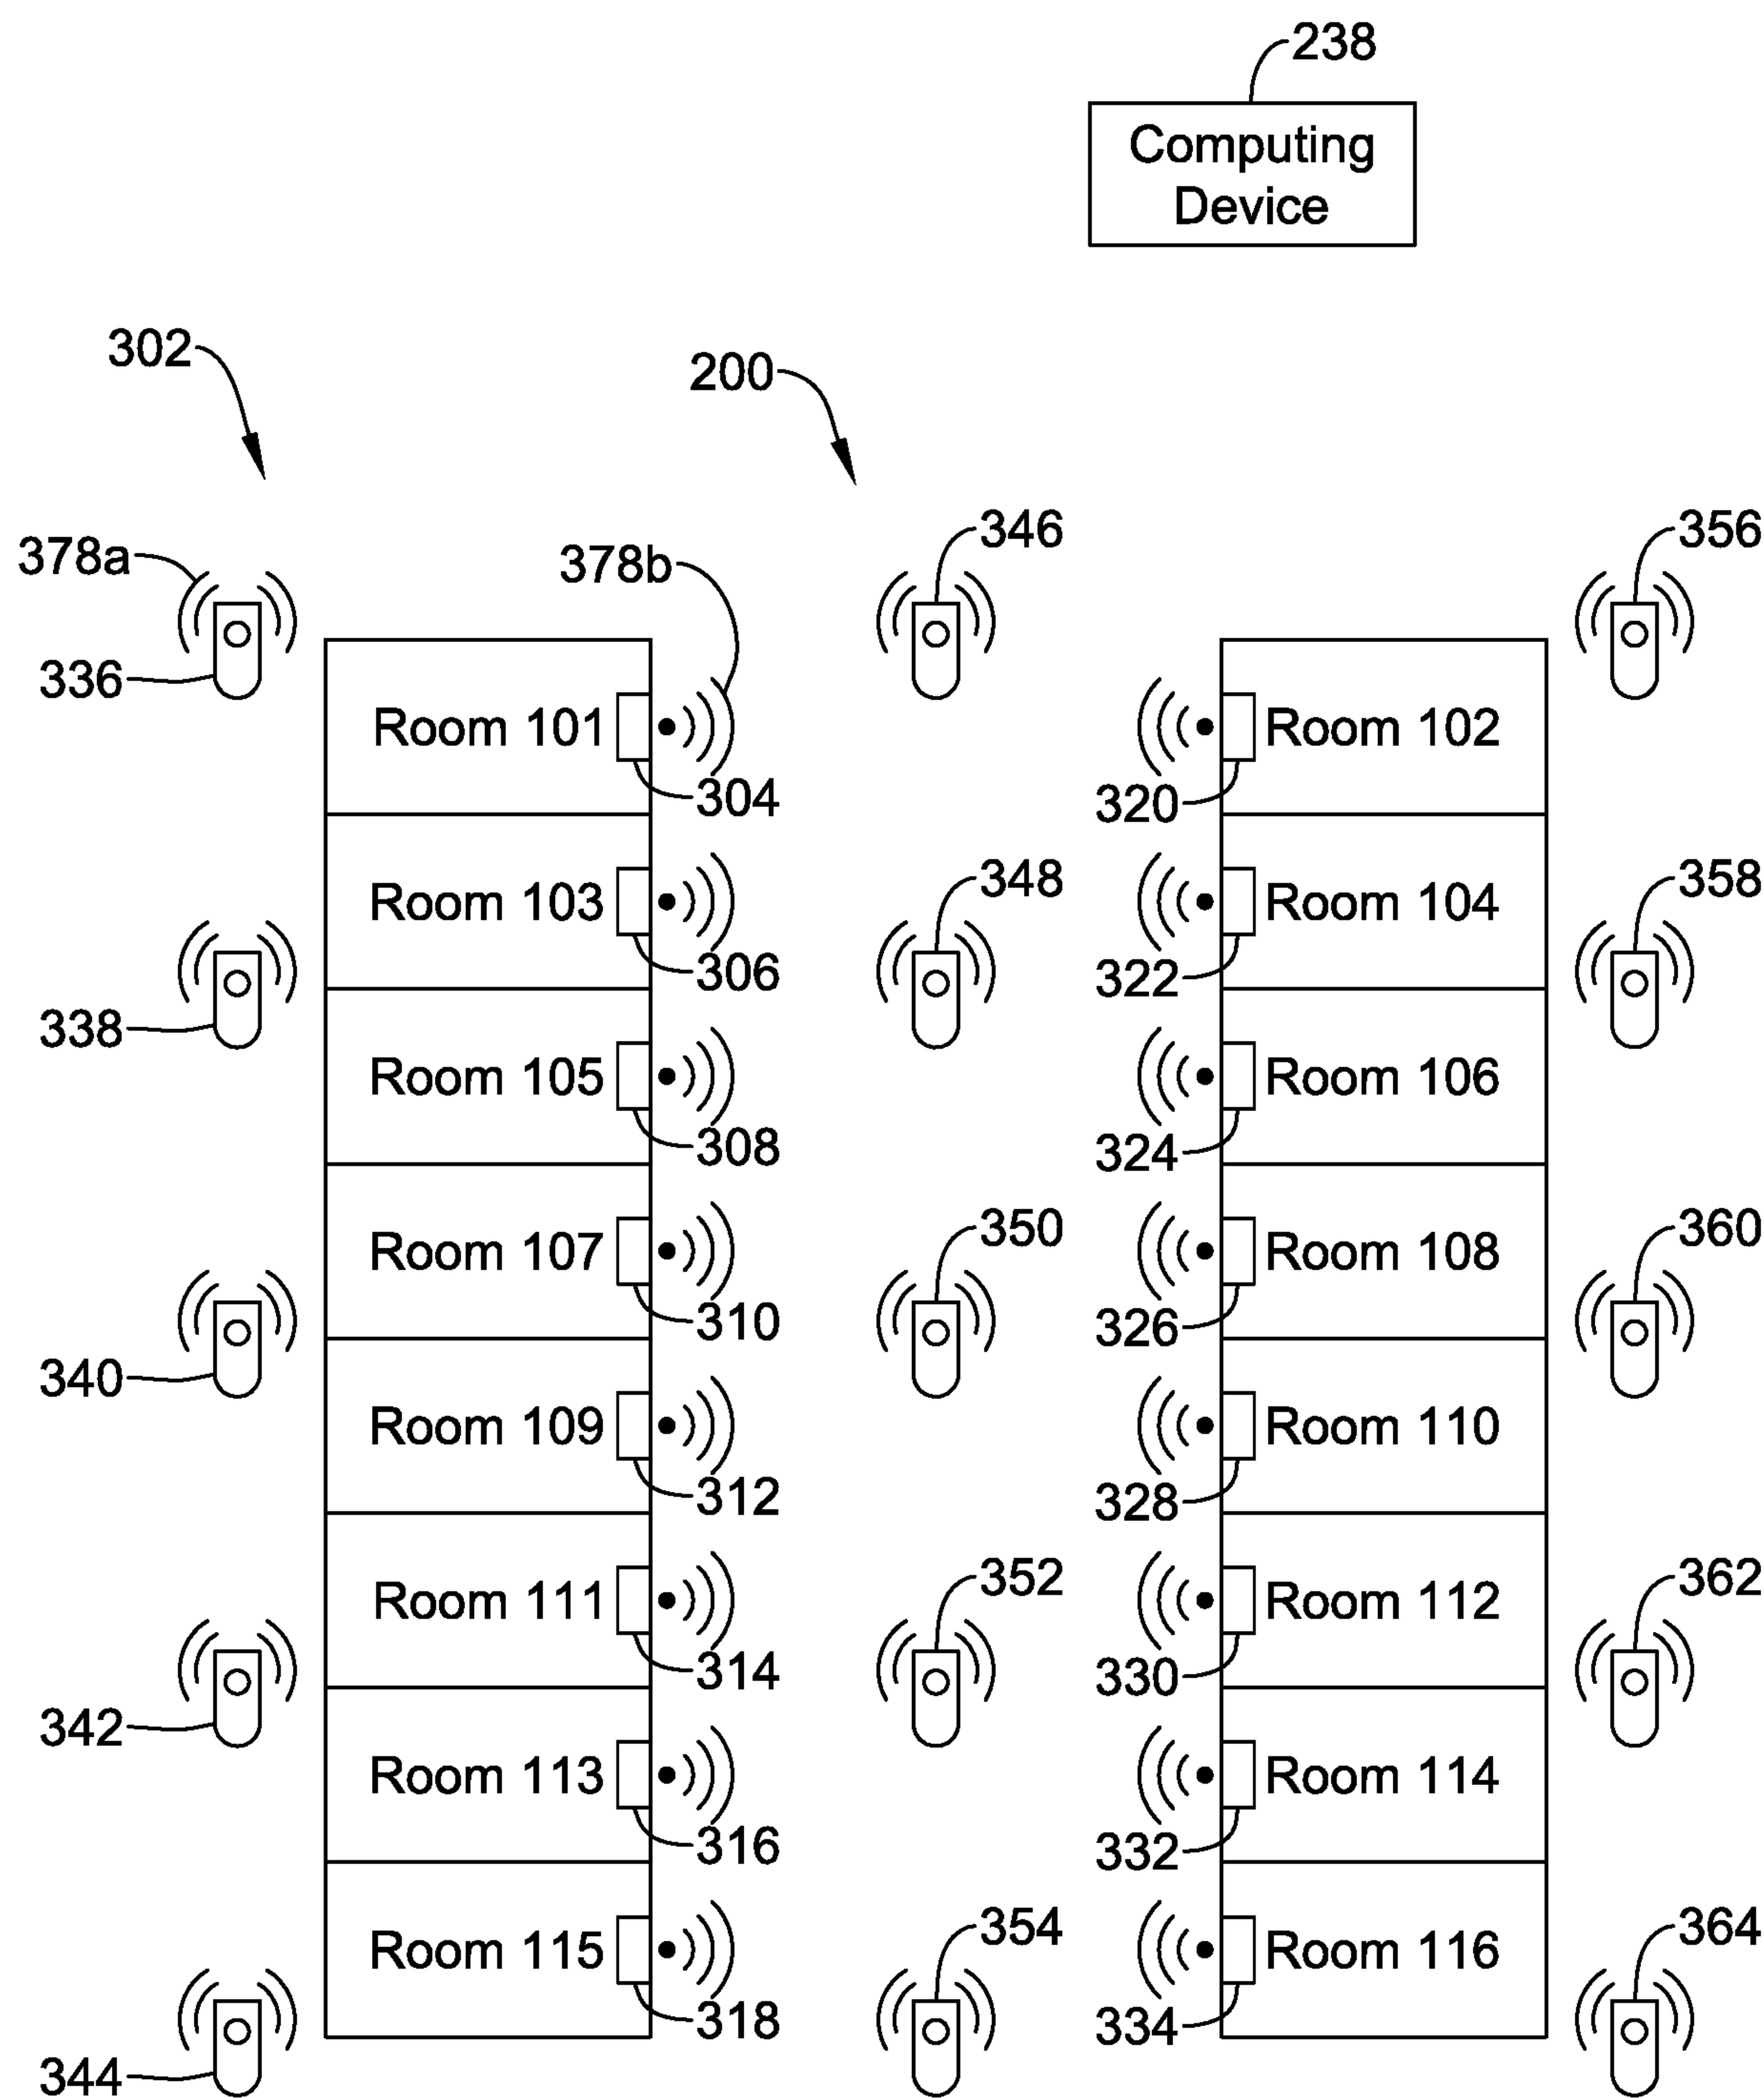 238
Computing
Device
302
200
346
356
378a
378b
336
Room 101
Room 102
304
320
348
358
Room 103
Room 104
306
322
338
Room 105
Room 106
308
324
350
360
Room 107
Room 108
310
326
340
Room 109
Room 110
312
328
352
362
Room 111
Room 112
314
330
342
Room 113
Room 114
316
332
354
364
Room 115
Room 116
318
334
344